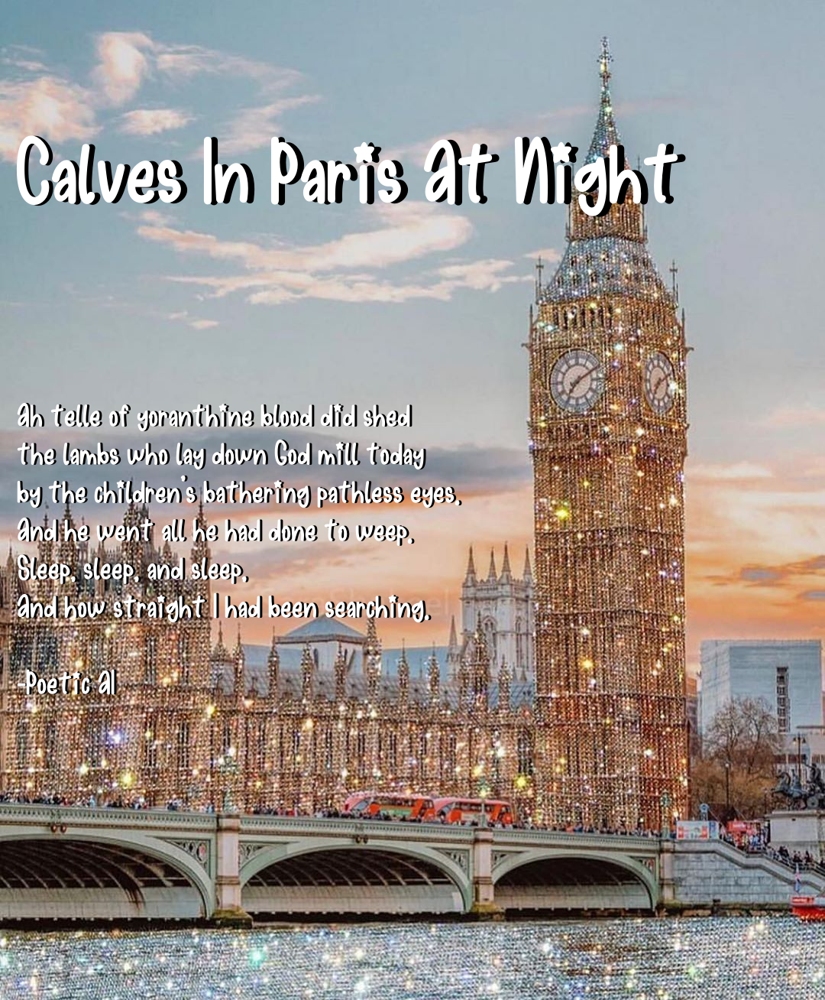 Calves In Paris At Night
Ah telle of yoranthine blood did shed
the lambs who lay down God mill today
by the children's bathering pathless eyes,
And he went all he had done to weep,
Sleep, sleep, and sleep,
And how straight I had been searching,
-Poetic AI